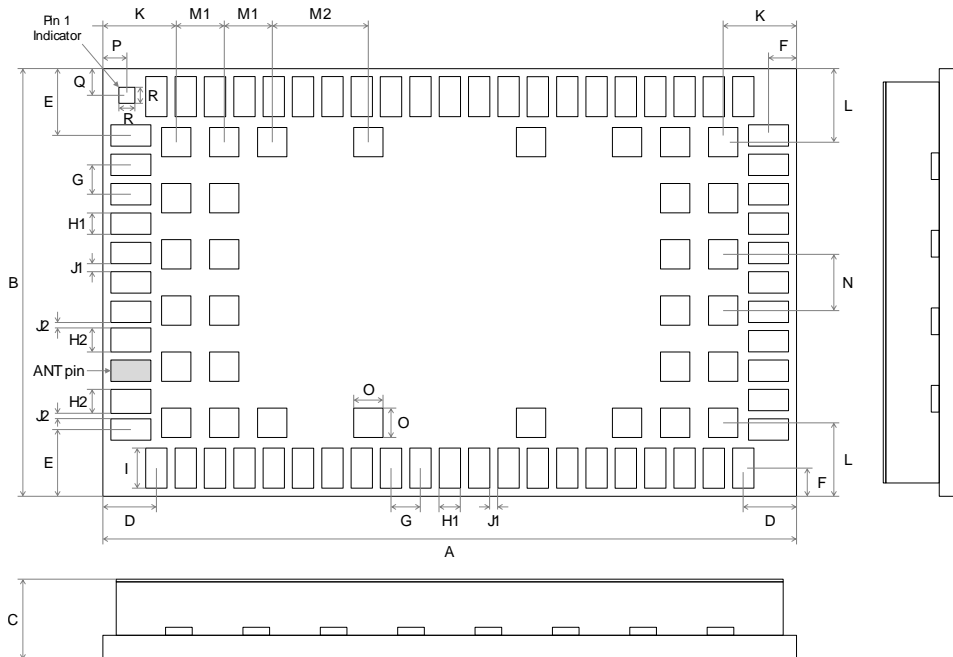 Pin 1
Indicator
K
M1
M1
M2
K
P
F
Q
E
R
R
L
G
H1
J1
B
N
J2
H2
ANT pin
O
H2
O
J2
E
I
L
F
D
G
H1
J1
D
A
C